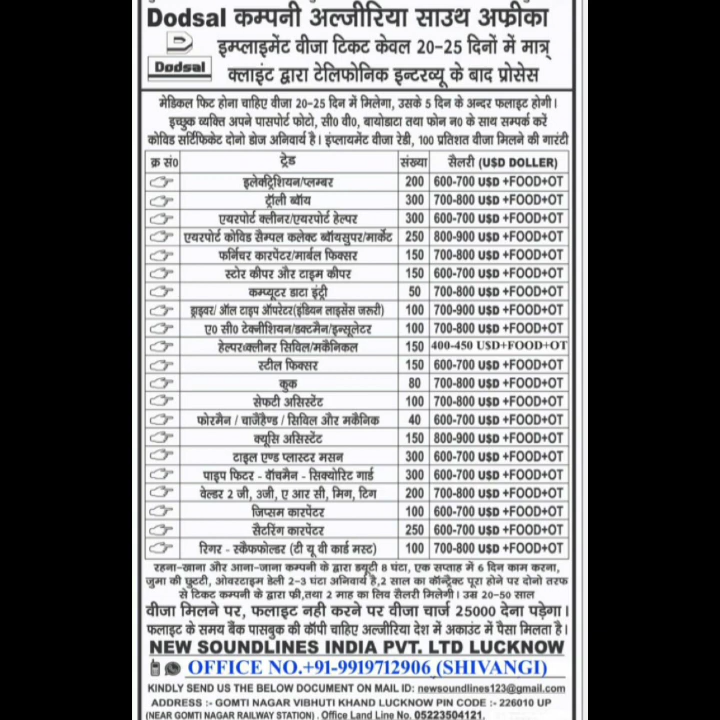 Dodsal कम्पनी अल्जीरिया साउथ अफ्रीका
इम्प्लाइमेंट वीजा टिकट केवल 20-25 दिनों में मात्र
Dodsal क्लाइंट द्वारा टेलिफोनिक इन्टरव्यू के बाद प्रोसेस
मेडिकल फिट होना चाहिए वीजा 20-25 दिन में मिलेगा, उसके 5 दिन के अन्दर फलाइट होगी।
इच्छुक व्यक्ति अपने पासपोर्ट फोटो, सी० वी०, बायोडाटा तथा फोन न० के साथ सम्पर्क करें
कोविड सर्टिफिकेट दोनो डोज अनिवार्य है। इंप्लायमेंट वीजा रेडी, 100 प्रतिशत वीजा मिलने की गारंटी
क्र सं० ट्रेड संख्या सैलरी (USD DOLLER)
इलेक्ट्रिशियन/प्लम्बर 200 600-700 USD +FOOD+OT
ट्रॉली ब्वॉय 300 700-800 USD +FOOD+OT
एयरपोर्ट क्लीनर/एयरपोर्ट हेल्पर 300 600-700 USD +FOOD+OT
एयरपोर्ट कोविड सैम्पल कलेक्ट ब्वॉयसुपर/मार्केट 250 800-900 USD +FOOD+OT
फर्निचर कारपेंटर/मार्बल फिक्सर 150 700-800 USD +FOOD+OT
स्टोर कीपर और टाइम कीपर 150 600-700 USD +FOOD+OT
कम्प्यूटर डाटा इंट्री 50 700-800 USD +FOOD+OT
ड्राइवर/ ऑल टाइप ऑपरेटर(इंडियन लाइसेंस जरूरी) 100 700-900 USD +FOOD+OT
ए० सी० टेक्नीशियन/डक्टमैन/इन्सूलेटर 100 700-800 USD +FOOD+OT
हेल्पर/क्लीनर सिविल/मकैनिकल 150 400-450 USD+FOOD+OT
स्टील फिक्सर 150 600-700 USD +FOOD+OT
कुक 80 700-800 USD +FOOD+OT
सेफटी असिस्टेंट 100 700-800 USD +FOOD+OT
फोरमैन / चार्जहैण्ड / सिविल और मकैनिक 40 600-700 USD +FOOD+OT
क्यूसि असिस्टेंट 150 800-900 USD +FOOD+OT
टाइल एण्ड प्लास्टर मसन 300 600-700 USD +FOOD+OT
पाइप फिटर - वॉचमैन - सिक्योरिट गार्ड 300 600-700 USD +FOOD+OT
वेल्डर 2 जी, 3जी, ए आर सी, मिग, टिग 200 700-800 USD +FOOD+OT
जिप्सम कारपेंटर 100 600-700 USD +FOOD+OT
सैटरिंग कारपेंटर 250 600-700 USD +FOOD+OT
रिगर - स्कैफफोल्डर (टी यू वी कार्ड मस्ट) 100 700-800 USD +FOOD+OT
रहना-खाना और आना-जाना कम्पनी के द्वारा डयूटी 8 घंटा, एक सप्ताह में 6 दिन काम करना,
जुमा की छुटटी, ओवरटाइम डेली 2-3 घंटा अनिवार्य है,2 साल का कॉन्ट्रैक्ट पूरा होने पर दोनो तरफ
से टिकट कम्पनी के द्वारा फ्री,तथा 2 माह का लिव सैलरी मिलेगी। उम्र 20-50 साल
वीजा मिलने पर, फलाइट नही करने पर वीजा चार्ज 25000 देना पड़ेगा।
फलाइट के समय बैंक पासबुक की कॉपी चाहिए अल्जीरिया देश में अकाउंट में पैसा मिलता है।
NEW SOUNDLINES INDIA PVT. LTD LUCKNOW
OFFICE NO.+91-9919712906 (SHIVANGI)
KINDLY SEND US THE BELOW DOCUMENT ON MAIL ID: newsoundlines123@gmail.com
ADDRESS :- GOMTI NAGAR VIBHUTI KHAND LUCKNOW PIN CODE :- 226010 UP
(NEAR GOMTI NAGAR RAILWAY STATION) . Office Land Line No. 05223504121.